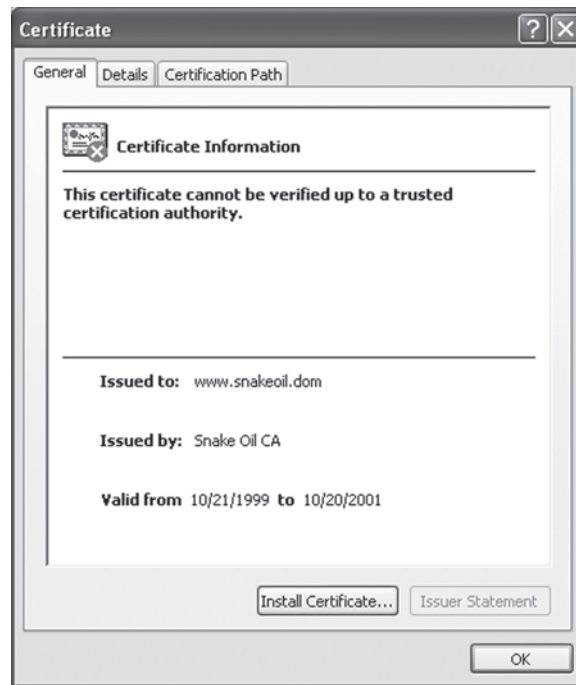 Certificate
General Details Certification Path
Certificate Information
This certificate cannot be verified up to a trusted
certification authority.
Issued to: www.snakeoil.dom
Issued by: Snake Oil CA
Valid from 10/21/1999 to 10/20/2001
Install Certificate... Issuer Statement
OK